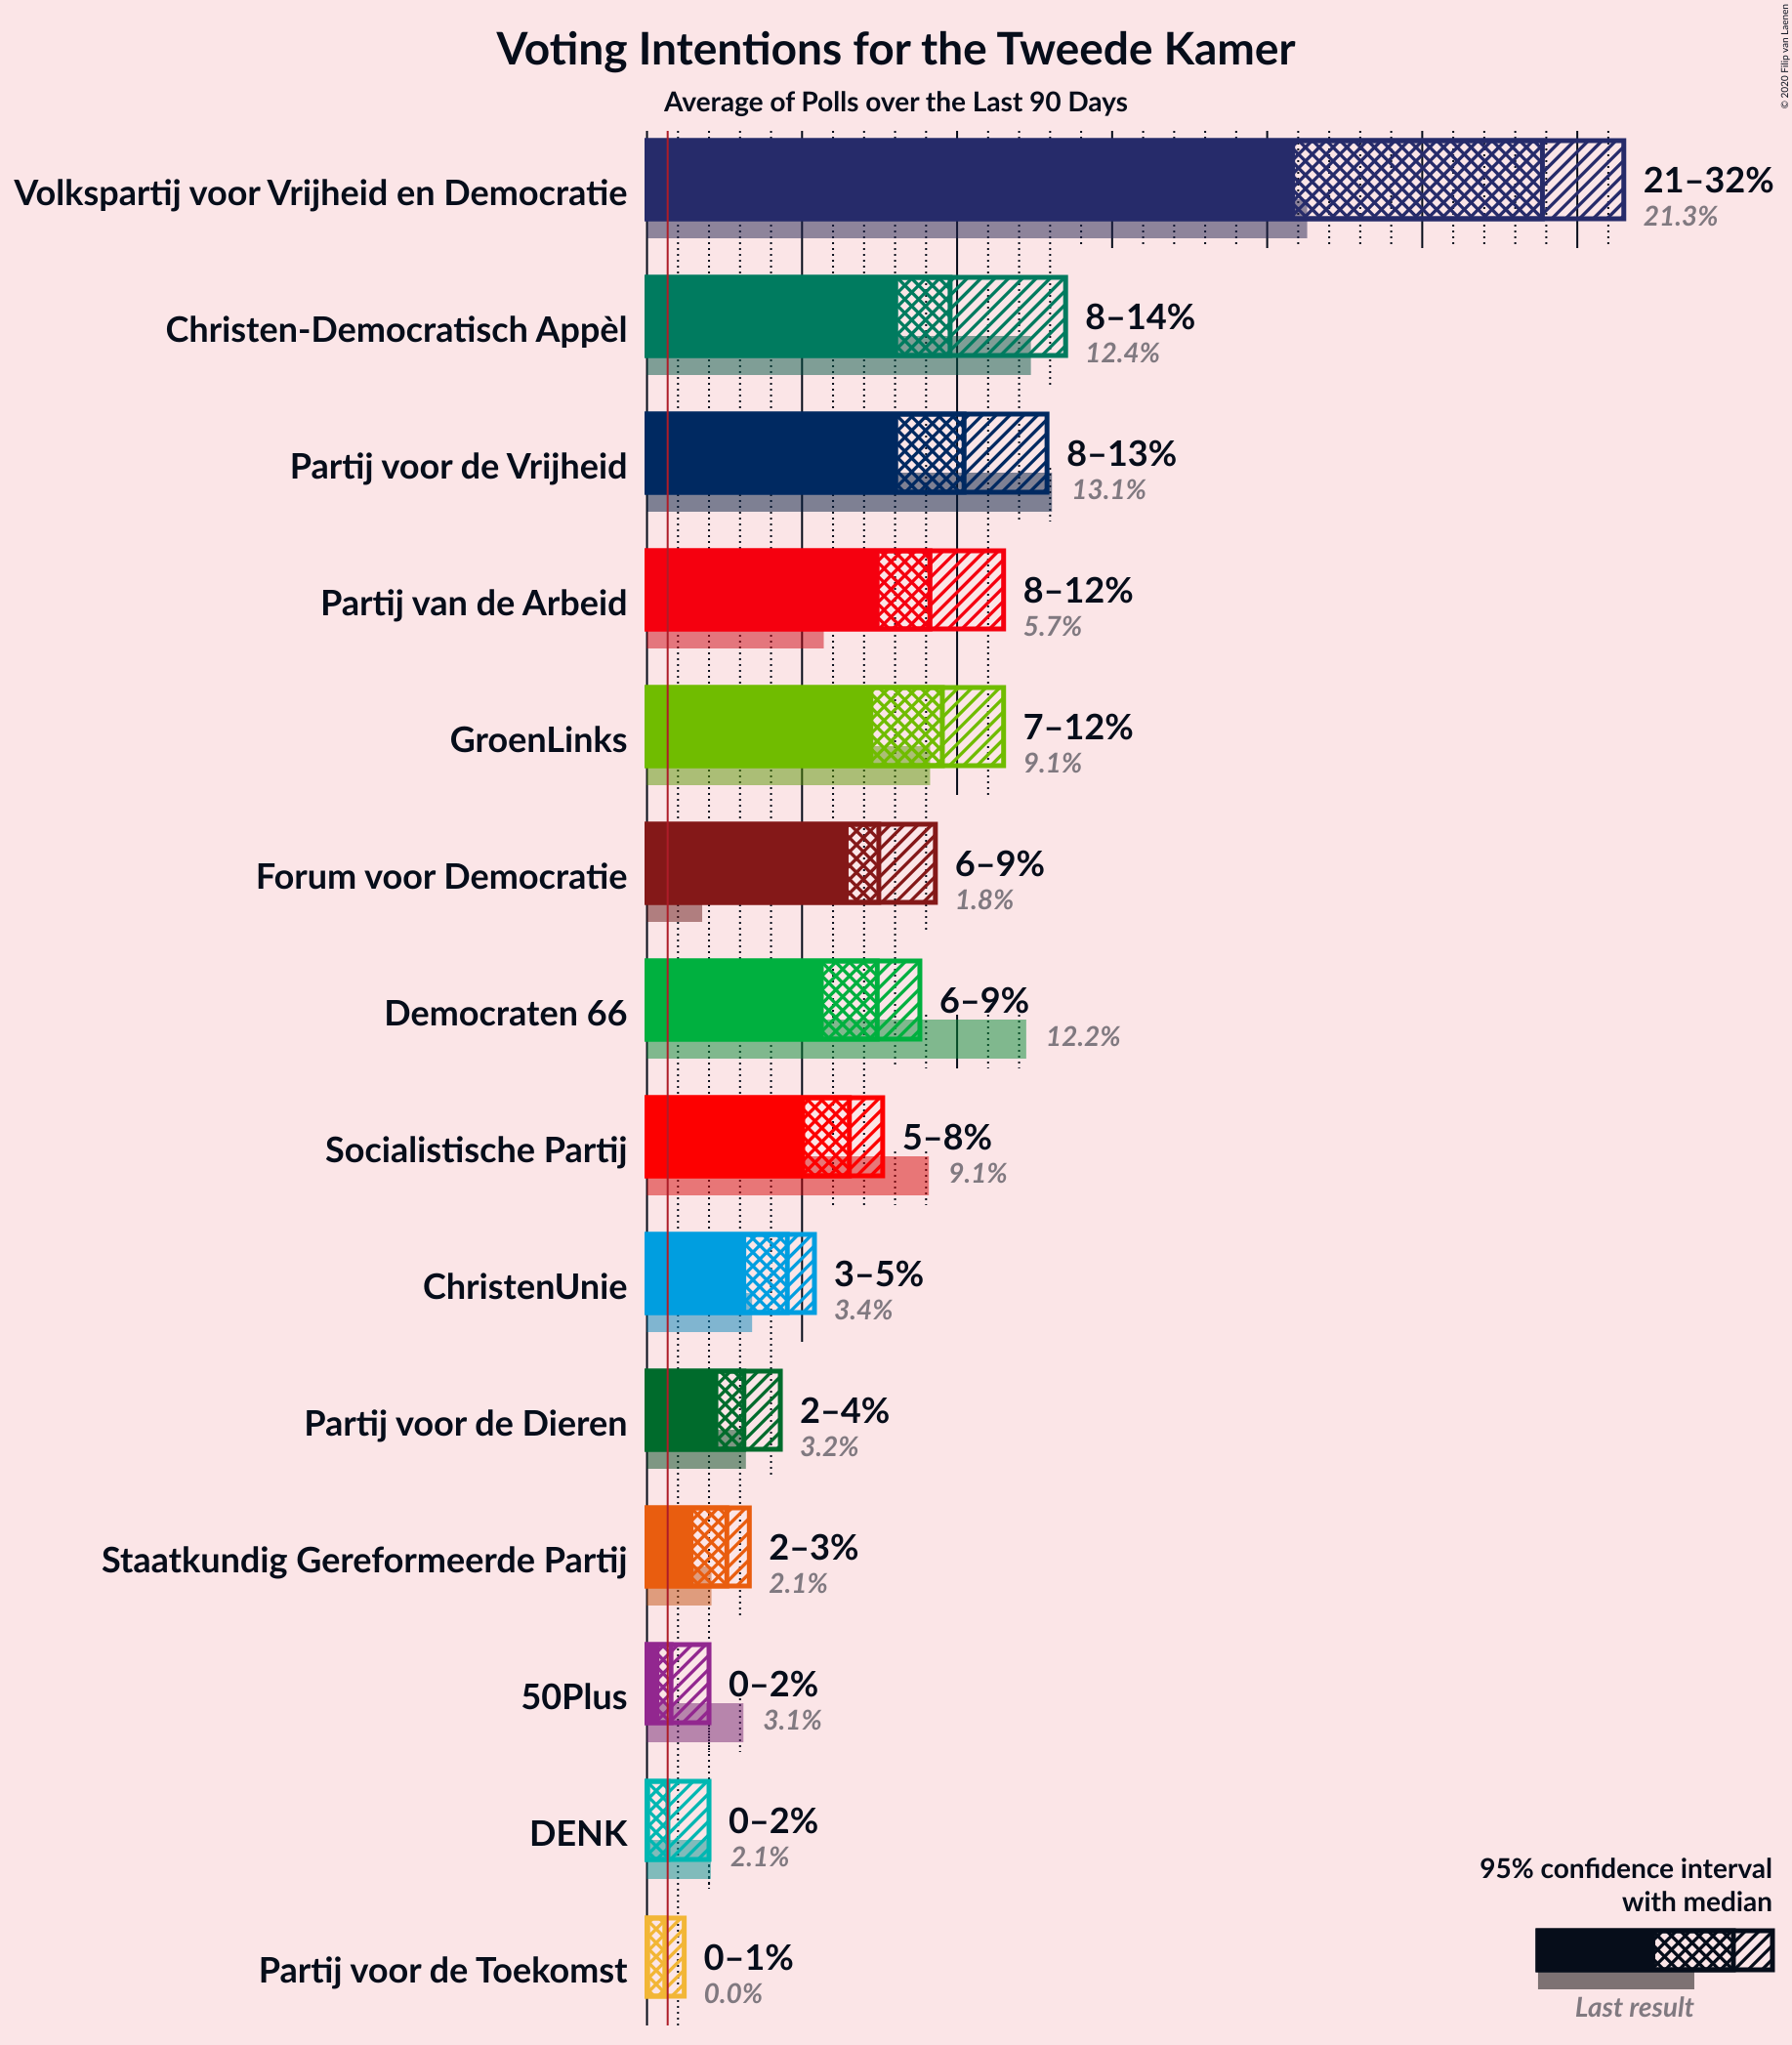 Voting Intentions for the Tweede Kamer
Average of Polls over the Last 90 Days
© 2020 Filip van Laenen
Volkspartij voor Vrijheid en Democratie
21–32%
21.3%
Christen-Democratisch Appèl
8–14%
12.4%
Partij voor de Vrijheid
8–13%
13.1%
Partij van de Arbeid
8–12%
5.7%
GroenLinks
7–12%
9.1%
Forum voor Democratie
6–9%
1.8%
Democraten 66
6–9%
12.2%
Socialistische Partij
5–8%
9.1%
ChristenUnie
3–5%
3.4%
Partij voor de Dieren
2–4%
3.2%
Staatkundig Gereformeerde Partij
2–3%
2.1%
50Plus
0–2%
3.1%
DENK
0–2%
2.1%
Partij voor de Toekomst
0–1%
0.0%
95% confidence interval
with median
Last result